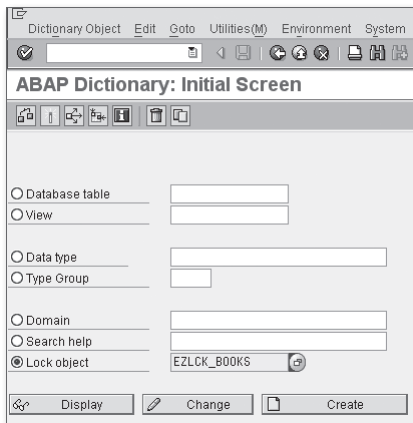 Dictionary Object Edit Goto Utilities(M) Environment System
ABAP Dictionary: Initial Screen
Database table
View
Data type
Type Group
Domain
Search help
Lock object EZLCK_BOOKS
Display Change Create